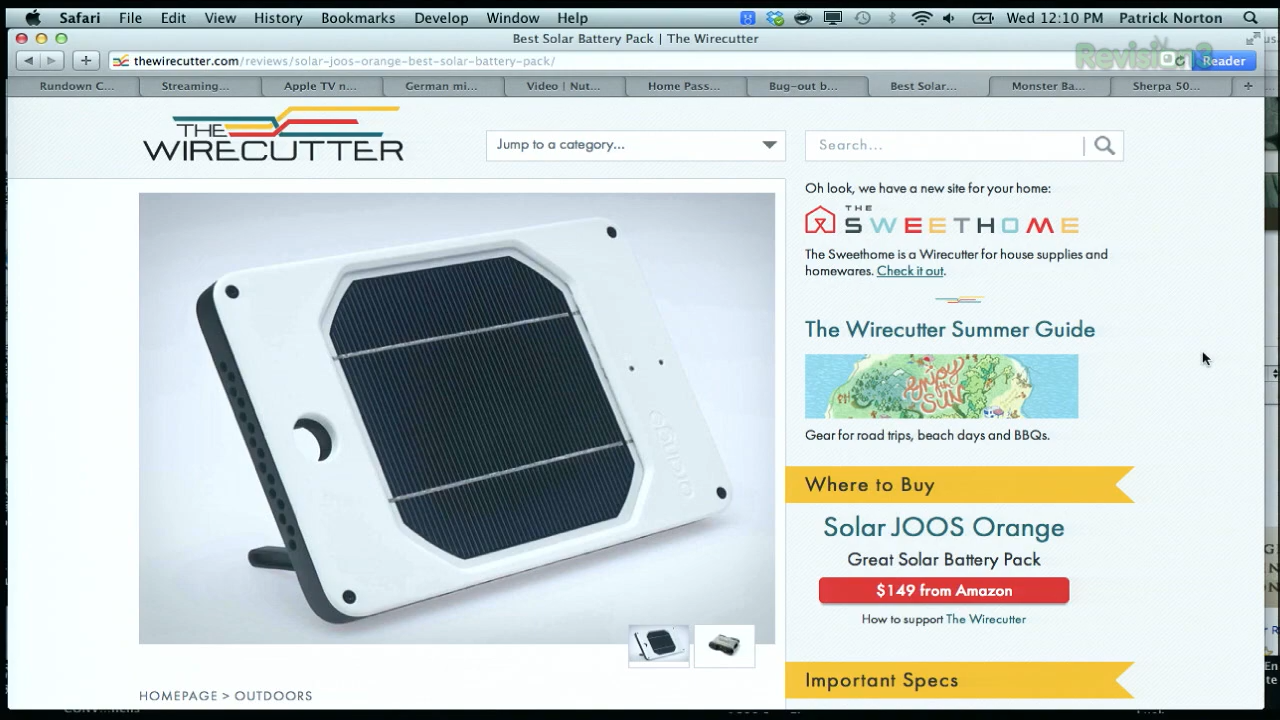 Safari File Edit View History Bookmarks Develop Window Help Wed 12:10 PM Patrick Norton
Best Solar Battery Pack | The Wirecutter
Revision3
thewirecutter.com/reviews/solar-joos-orange-best-solar-battery-pack/ Reader
Rundown C... Streaming... Apple TV n... German mi... Video | Nut... Home Pass... Bug-out b... Best Solar... Monster Ba... Sherpa 50...
THE
WIRECUTTER
Jump to a category...
Search...
Oh look, we have a new site for your home:
THE
SWEETHOME
The Sweethome is a Wirecutter for house supplies and
homewares. Check it out.
The Wirecutter Summer Guide
ENJOY
the
SUN
Gear for road trips, beach days and BBQs.
Where to Buy
Solar JOOS Orange
Great Solar Battery Pack
$149 from Amazon
How to support The Wirecutter
Important Specs
HOMEPAGE > OUTDOORS